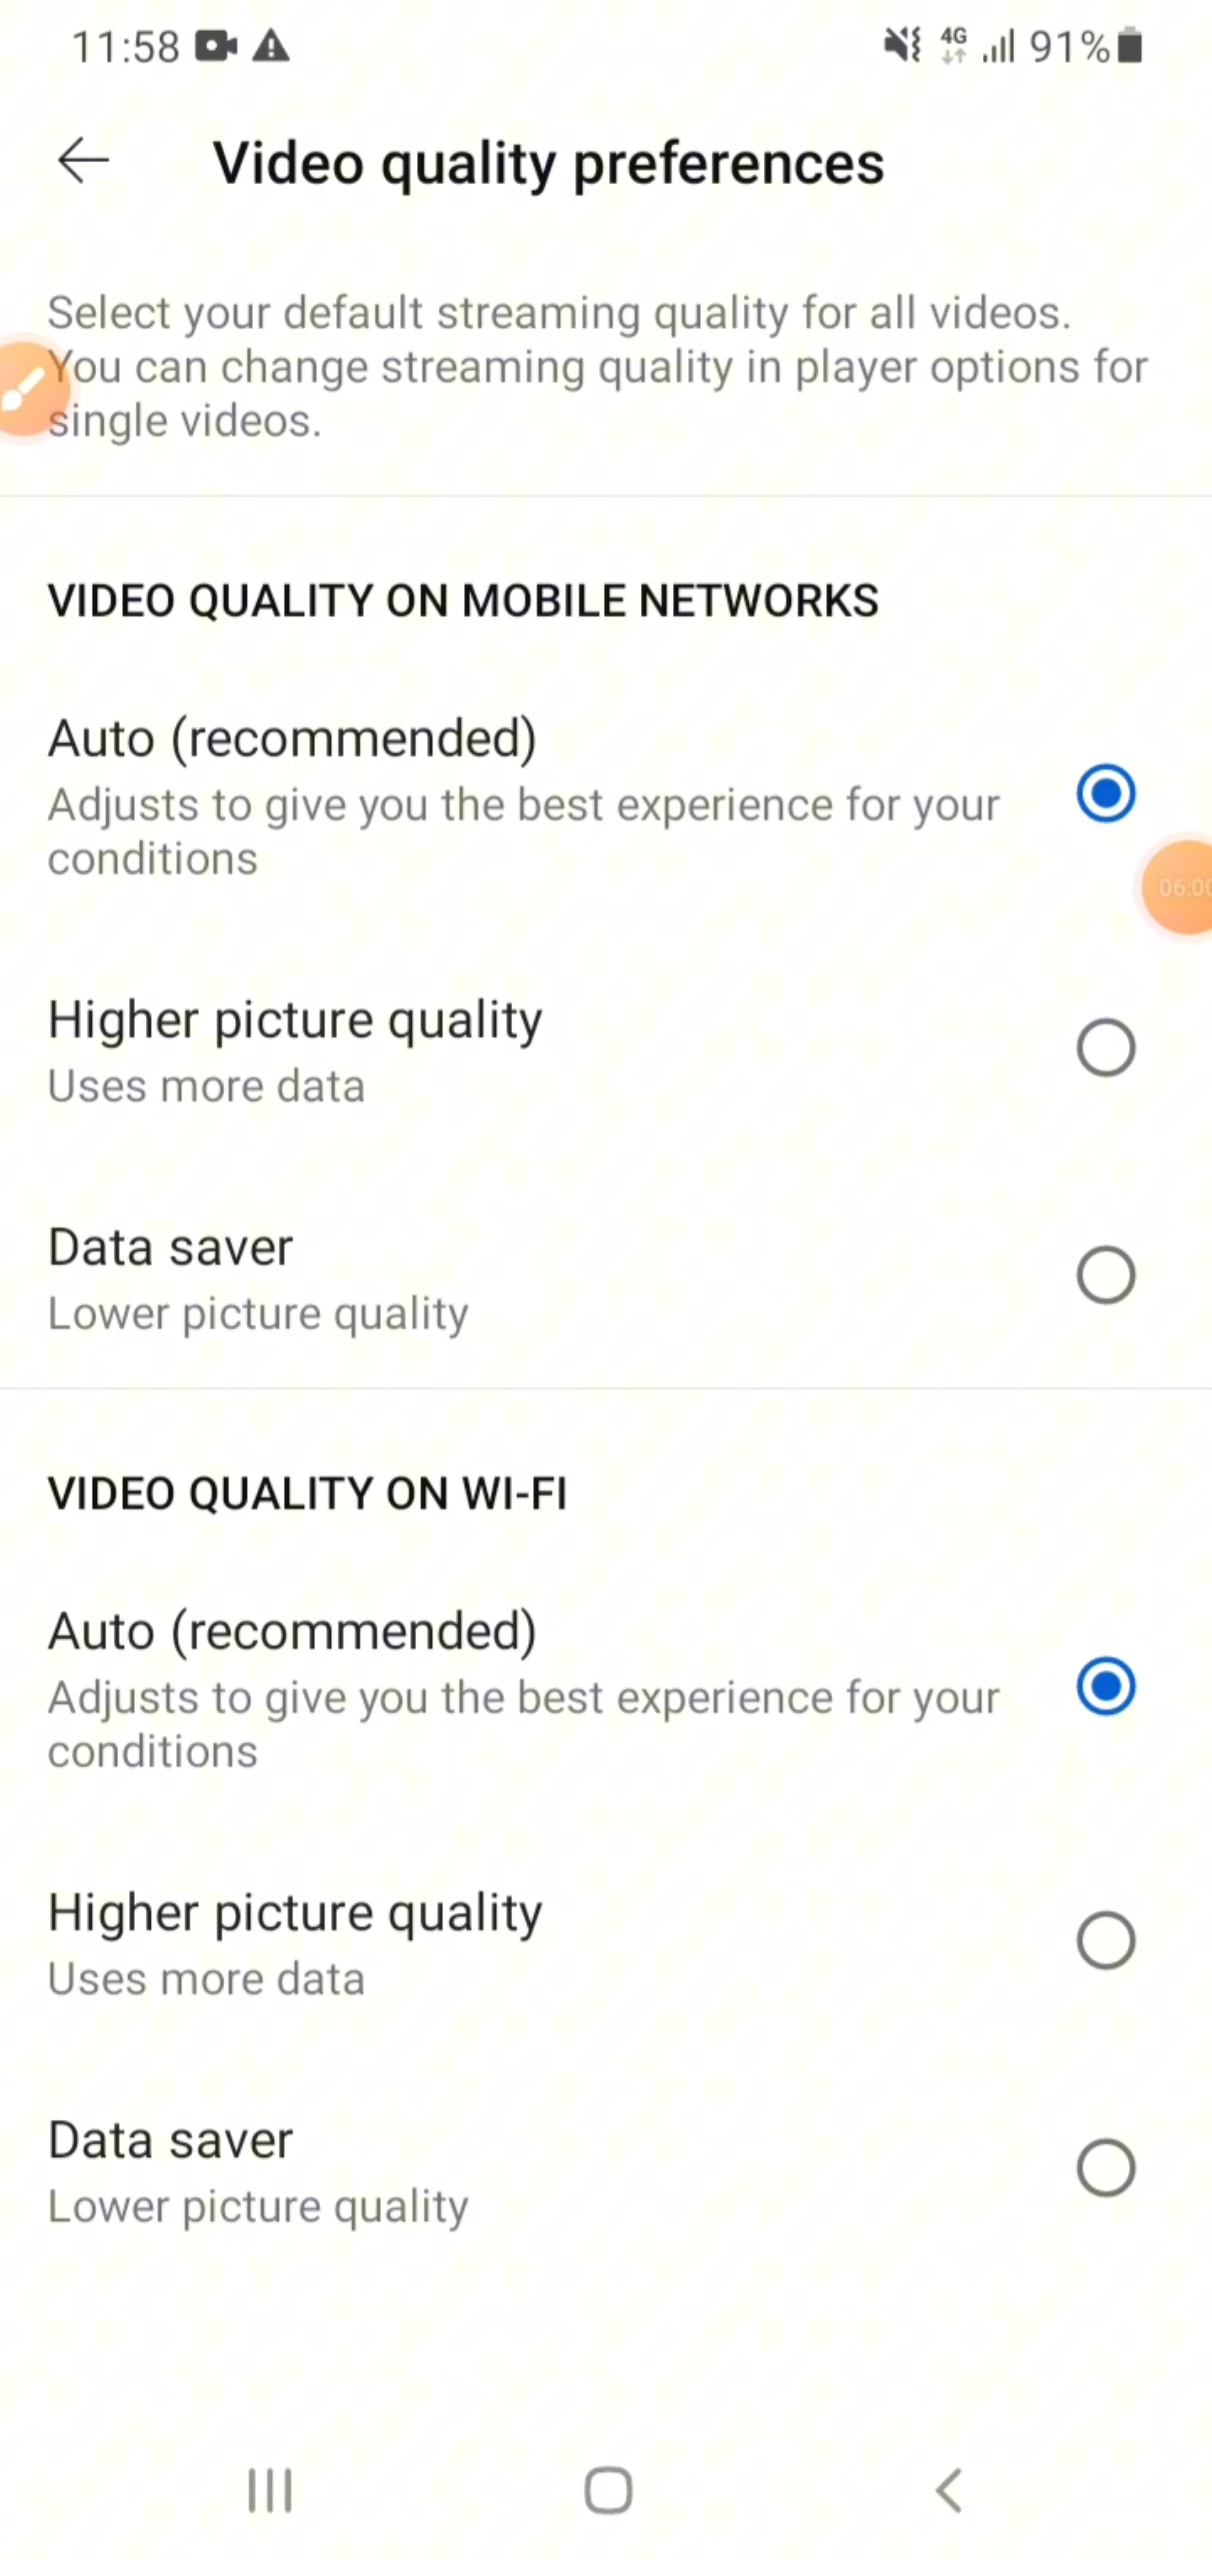 11:58 4G 91%
Video quality preferences
Select your default streaming quality for all videos.
You can change streaming quality in player options for
single videos.
VIDEO QUALITY ON MOBILE NETWORKS
Auto (recommended)
Adjusts to give you the best experience for your
conditions
06:00
Higher picture quality
Uses more data
Data saver
Lower picture quality
VIDEO QUALITY ON WI-FI
Auto (recommended)
Adjusts to give you the best experience for your
conditions
Higher picture quality
Uses more data
Data saver
Lower picture quality